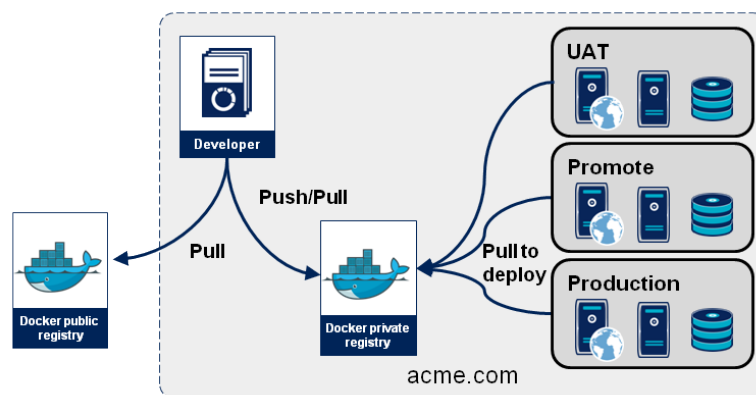 UAT
Developer
Promote
Push/Pull
Pull
Pull to
deploy
Production
Docker public
registry
Docker private
registry
acme.com